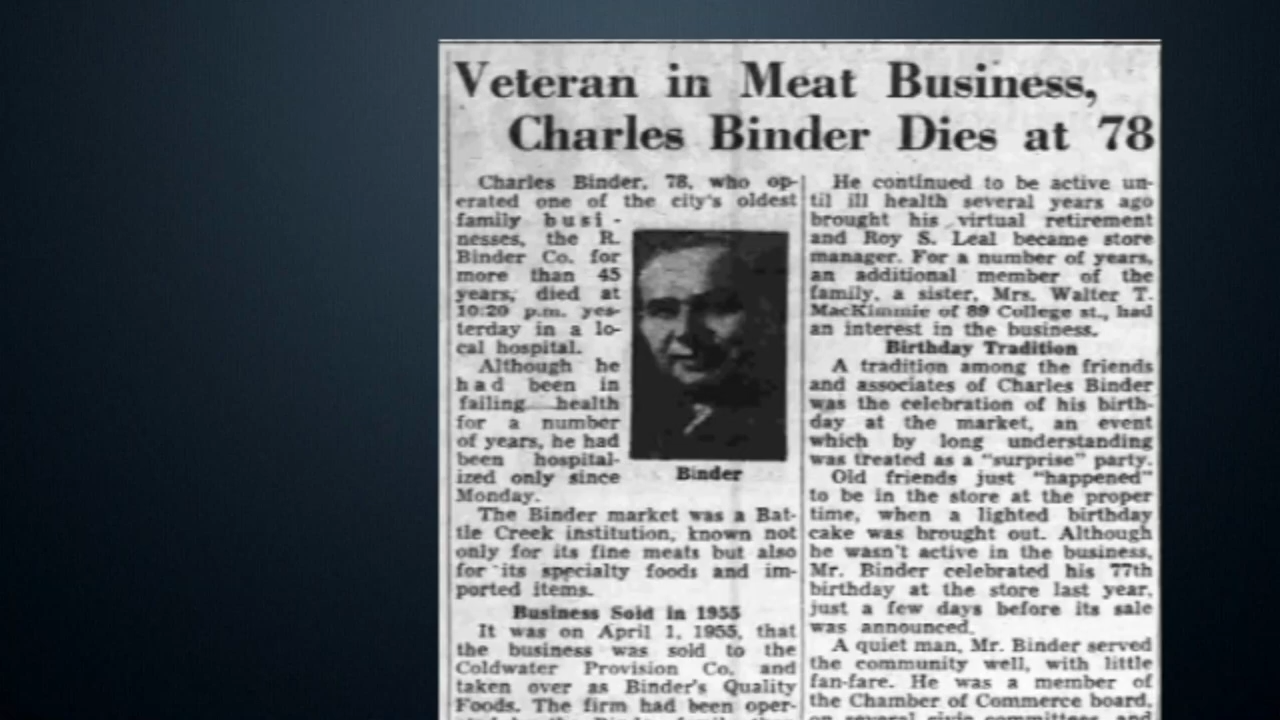 Veteran in Meat Business,
Charles Binder Dies at 78
Charles Binder, 78, who op-
erated one of the city's oldest
family busi-
nesses, the R.
Binder Co. for
more than 45
years, died at
10:20 p.m. yes-
terday in a lo-
cal hospital.
Although he
had been in
failing health
for a number
of years, he had
been hospital-
ized only since
Monday.
Binder
The Binder market was a Bat-
tle Creek institution, known not
only for its fine meats but also
for its specialty foods and im-
ported items.
Business Sold in 1955
It was on April 1, 1955, that
the business was sold to the
Coldwater Provision Co. and
taken over as Binder's Quality
Foods. The firm had been oper-
He continued to be active un-
til ill health several years ago
brought his virtual retirement
and Roy S. Leal became store
manager. For a number of years,
an additional member of the
family, a sister, Mrs. Walter T.
MacKimmie of 89 College st., had
an interest in the business.
Birthday Tradition
A tradition among the friends
and associates of Charles Binder
was the celebration of his birth-
day at the market, an event
which by long understanding
was treated as a "surprise" party.
Old friends just "happened"
to be in the store at the proper
time, when a lighted birthday
cake was brought out. Although
he wasn't active in the business,
Mr. Binder celebrated his 77th
birthday at the store last year,
just a few days before its sale
was announced.
A quiet man, Mr. Binder served
the community well, with little
fan-fare. He was a member of
the Chamber of Commerce board,
on several civic committees and